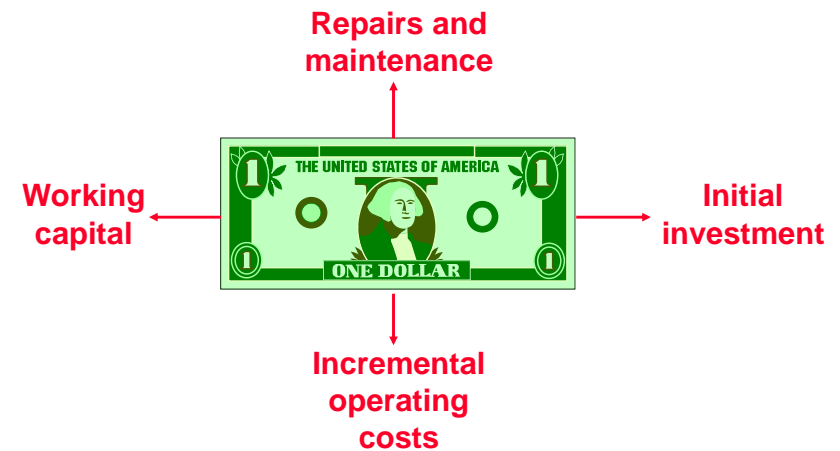 Repairs and
maintenance
1
THE UNITED STATES OF AMERICA
1
Working
capital
Initial
investment
1
ONE DOLLAR
1
Incremental
operating
costs